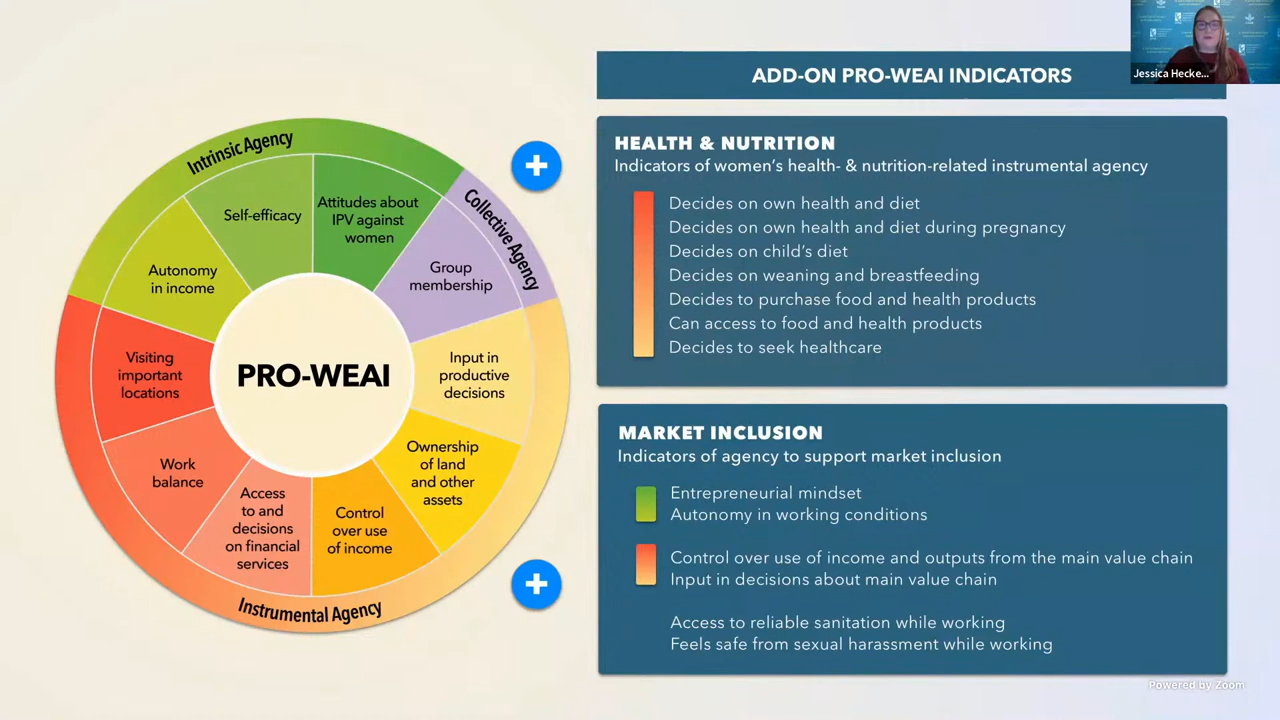 Jessica Hecke...
ADD-ON PRO-WEAI INDICATORS
Intrinsic Agency
Collective Agency
Instrumental Agency
Self-efficacy
Attitudes about
IPV against
women
Autonomy
in income
Group
membership
Visiting
important
locations
PRO-WEAI
Input in
productive
decisions
Work
balance
Ownership
of land
and other
assets
Access
to and
decisions
on financial
services
Control
over use
of income
HEALTH & NUTRITION
Indicators of women's health- & nutrition-related instrumental agency
Decides on own health and diet
Decides on own health and diet during pregnancy
Decides on child's diet
Decides on weaning and breastfeeding
Decides to purchase food and health products
Can access to food and health products
Decides to seek healthcare
MARKET INCLUSION
Indicators of agency to support market inclusion
Entrepreneurial mindset
Autonomy in working conditions
Control over use of income and outputs from the main value chain
Input in decisions about main value chain
Access to reliable sanitation while working
Feels safe from sexual harassment while working
Powered by Zoom